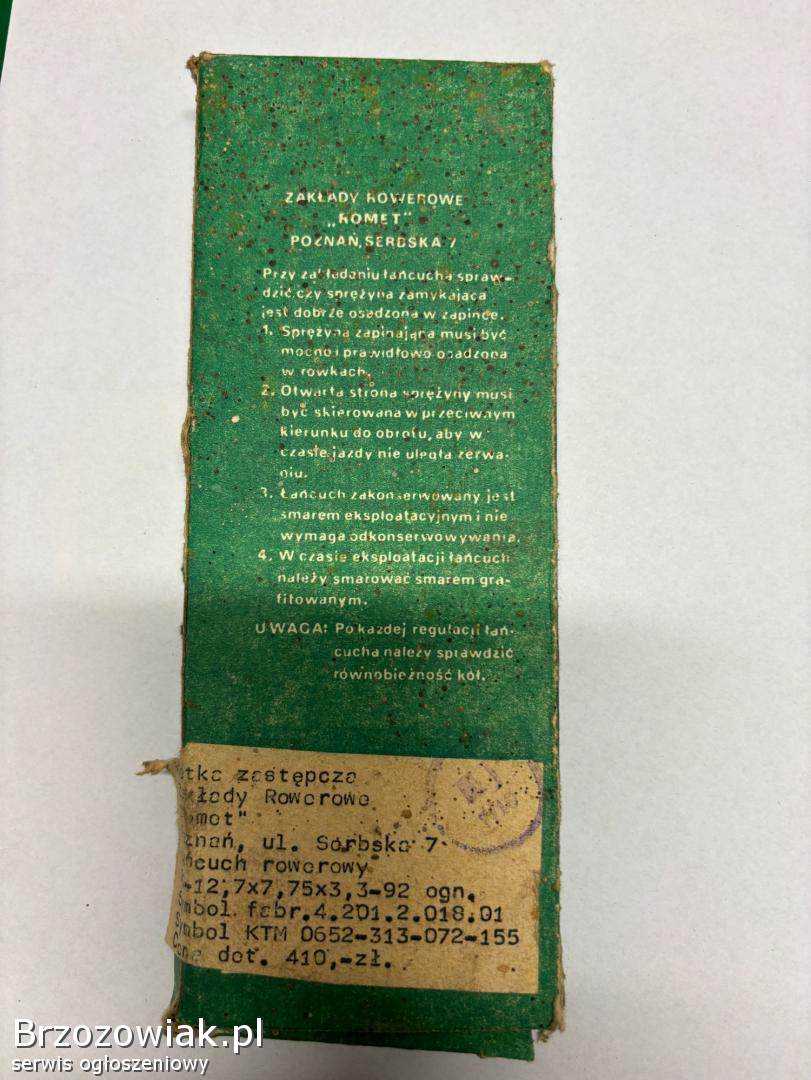 ZAKŁADY ROWEROWE
„ROMET"
POZNAŃ, SERBSKA 7
Przy zakładaniu łańcucha spraw-
dzić, czy sprężyna zamykająca
jest dobrze osadzona w zapince.
1. Sprężyna zapinająca musi być
mocno i prawidłowo osadzona
w rowkach.
2. Otwarta strona sprężyny musi
być skierowana w przeciwnym
kierunku do obrotu, aby w
czasie jazdy nie uległa zerwa-
niu.
3. Łańcuch zakonserwowany jest
smarem eksploatacyjnym i nie
wymaga odkonserwowywania.
4. W czasie eksploatacji łańcuch
należy smarować smarem gra-
fitowanym.
UWAGA: Po każdej regulacji łań-
cucha należy sprawdzić
równobieżność kół.
tka zastępcza
kłady Rowerowe
omet"
znań, ul. Serbska 7
ńcuch rowerowy
-12,7x7,75x3,3-92 ogn.
Symbol fabr.4.201.2.018.01
Symbol KTM 0652-313-072-155
Cena det. 410,-zł.
Brzozowiak.pl
serwis ogłoszeniowy